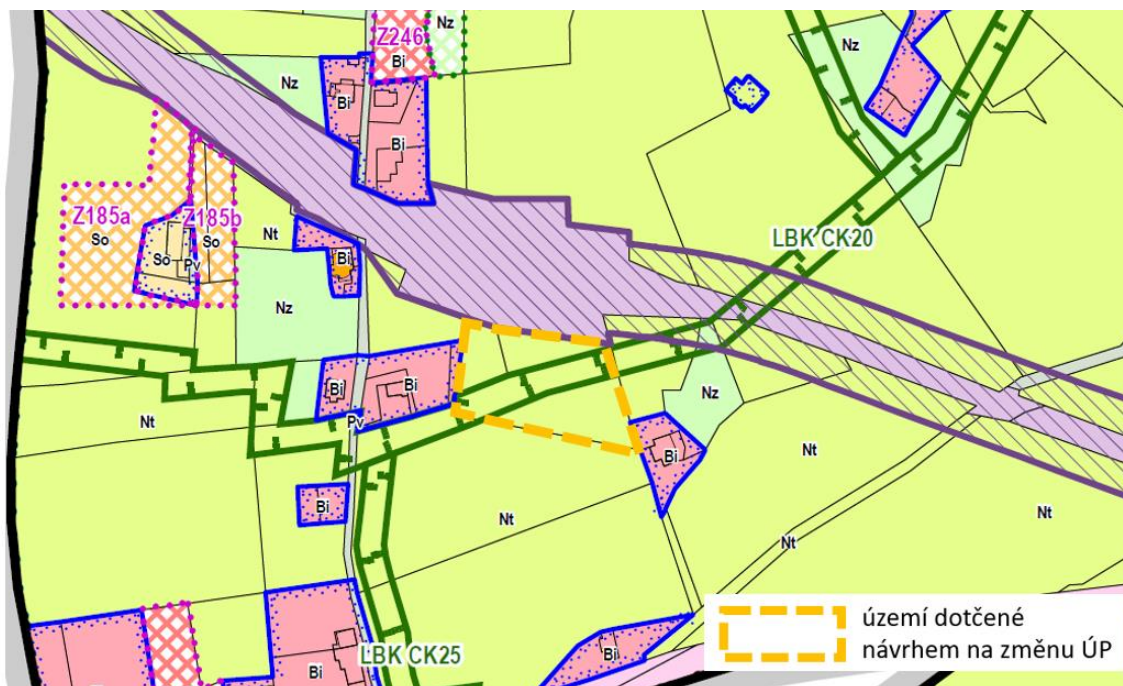 Nz
Z246
Bi
Nz
Nz
Bi
Bi
Z185a
Z185b
So
So
So
Pv
Nt
Bi
LBK CK20
Nz
Bi
Bi
Nz
Pv
Nt
Bi
Nt
Bi
Nt
Nt
Nt
LBK CK25
Bi
Bi
území dotčené
návrhem na změnu ÚP